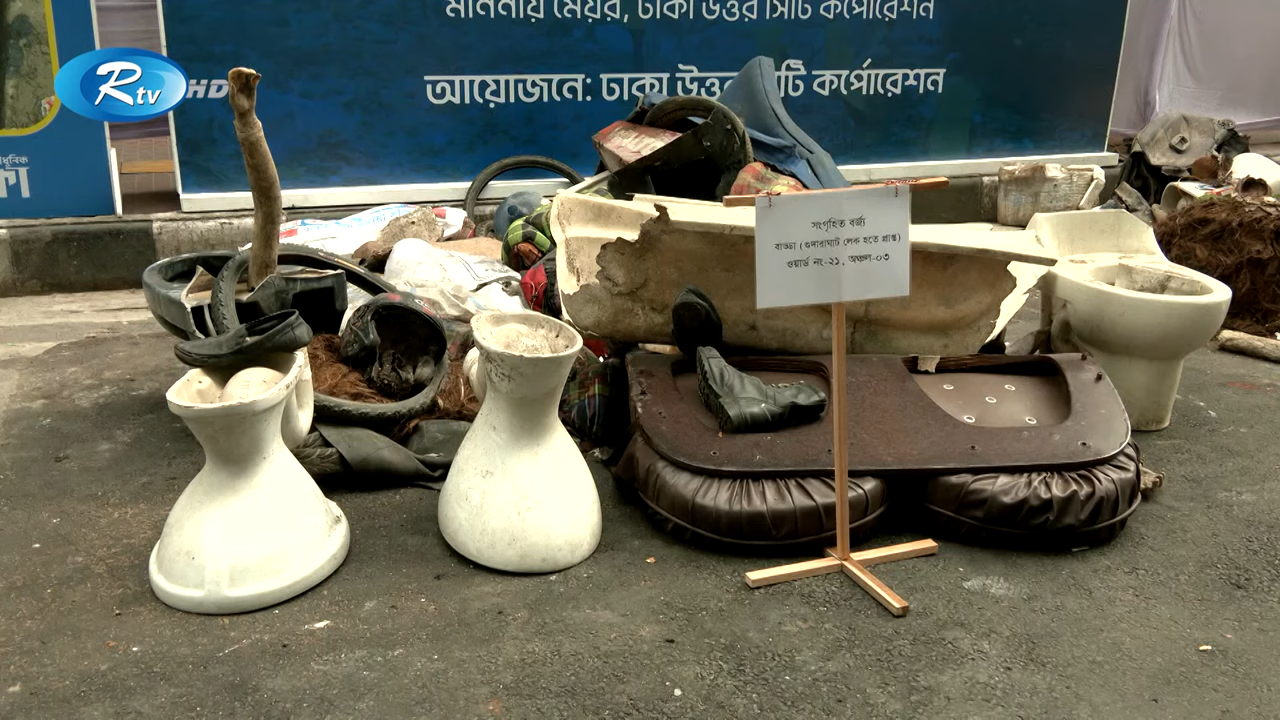 মাননীয় মেয়র, ঢাকা উত্তর সিটি কর্পোরেশন
আয়োজনে: ঢাকা উত্তর সিটি কর্পোরেশন
Rtv HD
সংগৃহিত বর্জ্য
বাড্ডা (গুদারাঘাট লেক হতে প্রাপ্ত)
ওয়ার্ড নং-২১, অঞ্চল-০৩